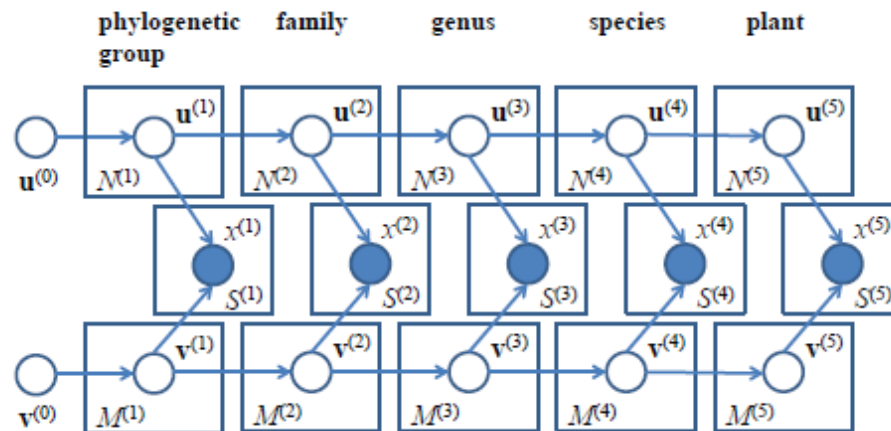 phylogenetic group family genus species plant
u(1) u(2) u(3) u(4) u(5)
u(0) N(1) N(2) N(3) N(4) N(5)
x(1) x(2) x(3) x(4) x(5)
S(1) S(2) S(3) S(4) S(5)
v(1) v(2) v(3) v(4) v(5)
v(0) M(1) M(2) M(3) M(4) M(5)